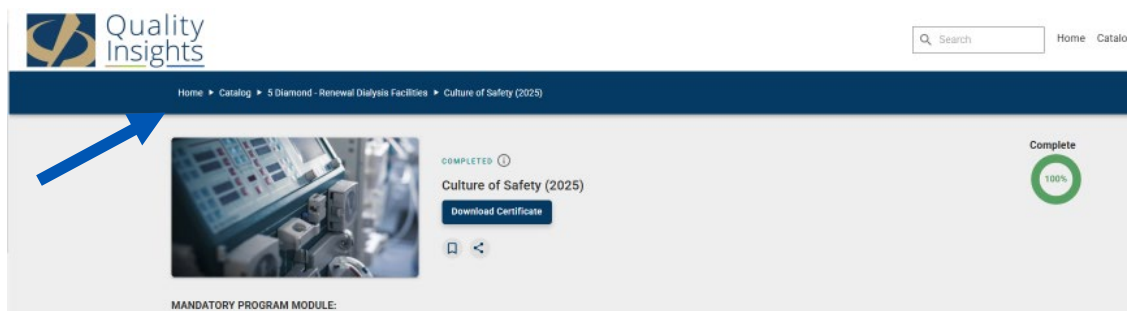 Quality
Insights
Search
Home Catalo
Home ▸ Catalog ▸ 5 Diamond - Renewal Dialysis Facilities ▸ Culture of Safety (2025)
COMPLETED
Complete
100%
Culture of Safety (2025)
Download Certificate
MANDATORY PROGRAM MODULE: